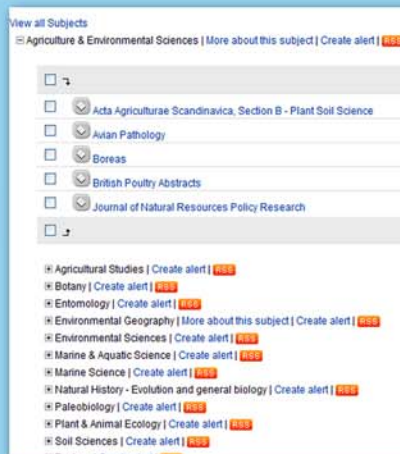 View all Subjects
Agriculture & Environmental Sciences | More about this subject | Create alert | RSS
Acta Agriculturae Scandinavica, Section B - Plant Soil Science
Avian Pathology
Boreas
British Poultry Abstracts
Journal of Natural Resources Policy Research
Agricultural Studies | Create alert | RSS
Botany | Create alert | RSS
Entomology | Create alert | RSS
Environmental Geography | More about this subject | Create alert | RSS
Environmental Sciences | Create alert | RSS
Marine & Aquatic Science | Create alert | RSS
Marine Science | Create alert | RSS
Natural History - Evolution and general biology | Create alert | RSS
Paleobiology | Create alert | RSS
Plant & Animal Ecology | Create alert | RSS
Soil Sciences | Create alert | RSS